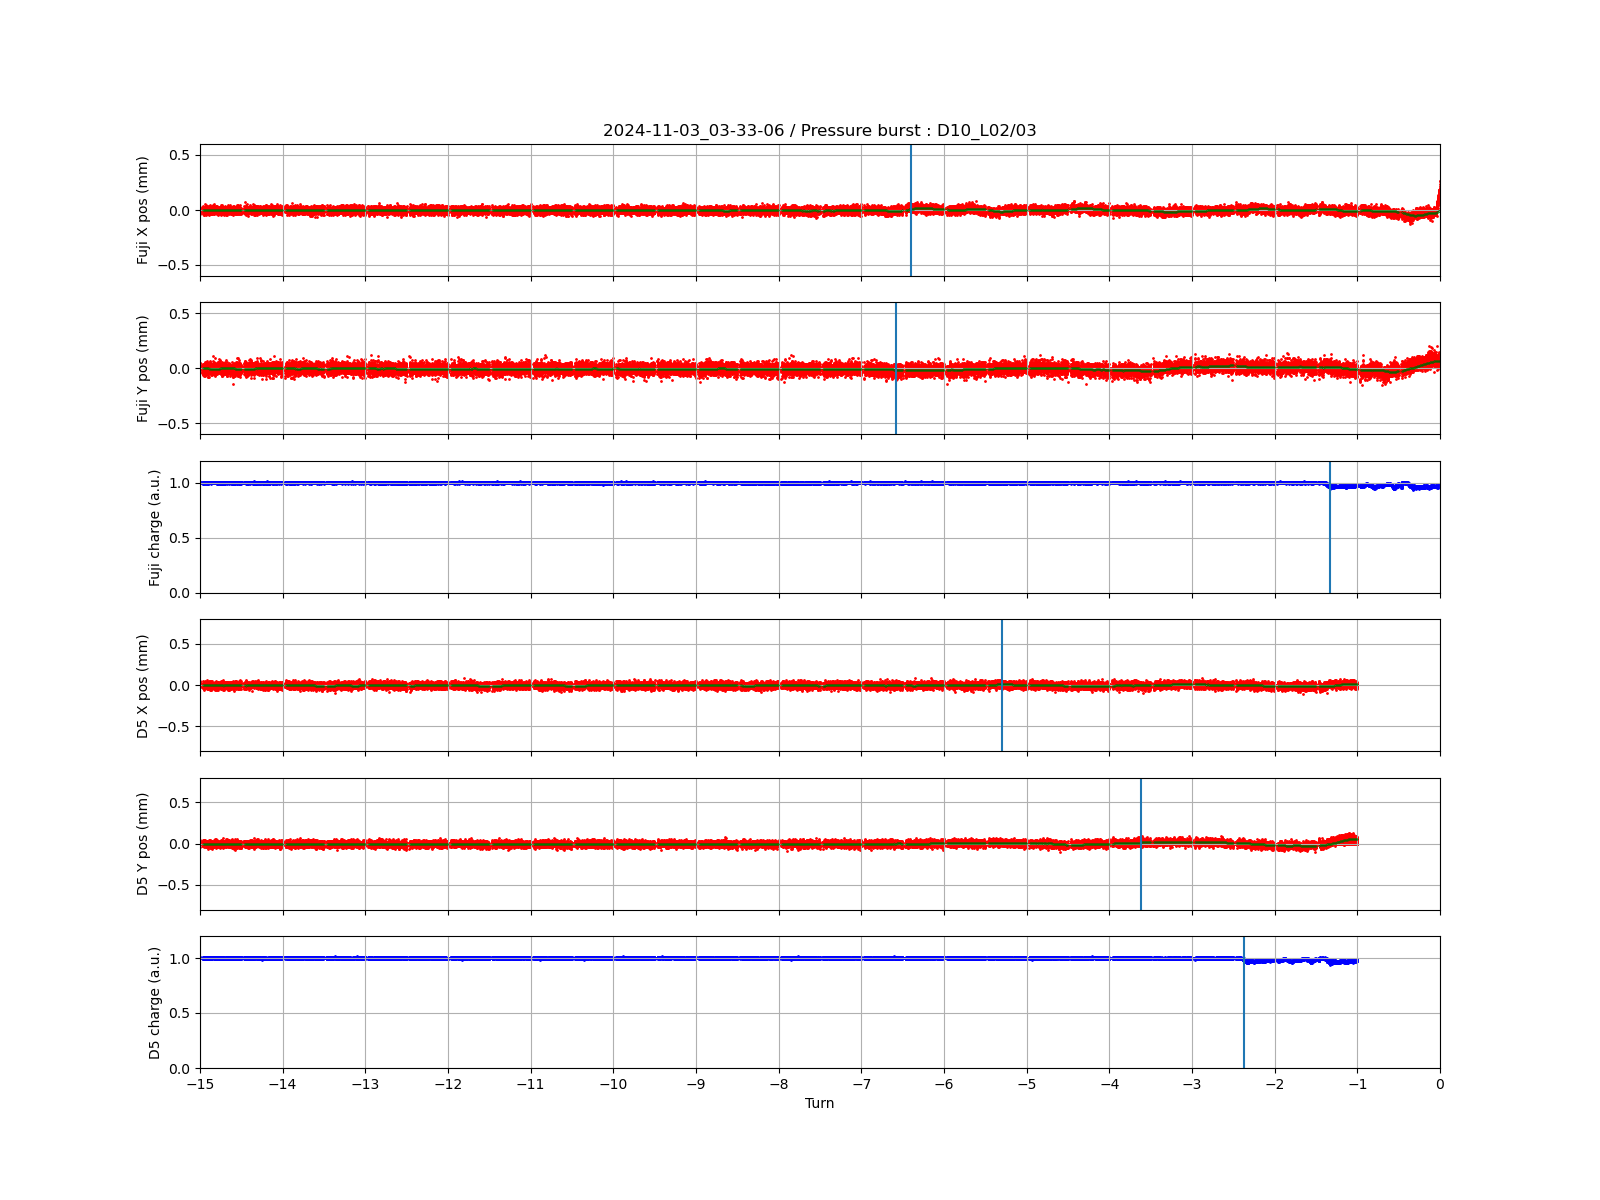 2024-11-03_03-33-06 / Pressure burst : D10_L02/03
Fuji X pos (mm)
0.5
0.0
−0.5
Fuji Y pos (mm)
0.5
0.0
−0.5
Fuji charge (a.u.)
1.0
0.5
0.0
D5 X pos (mm)
0.5
0.0
−0.5
D5 Y pos (mm)
0.5
0.0
−0.5
D5 charge (a.u.)
1.0
0.5
0.0
−15 −14 −13 −12 −11 −10 −9 −8 −7 −6 −5 −4 −3 −2 −1 0
Turn